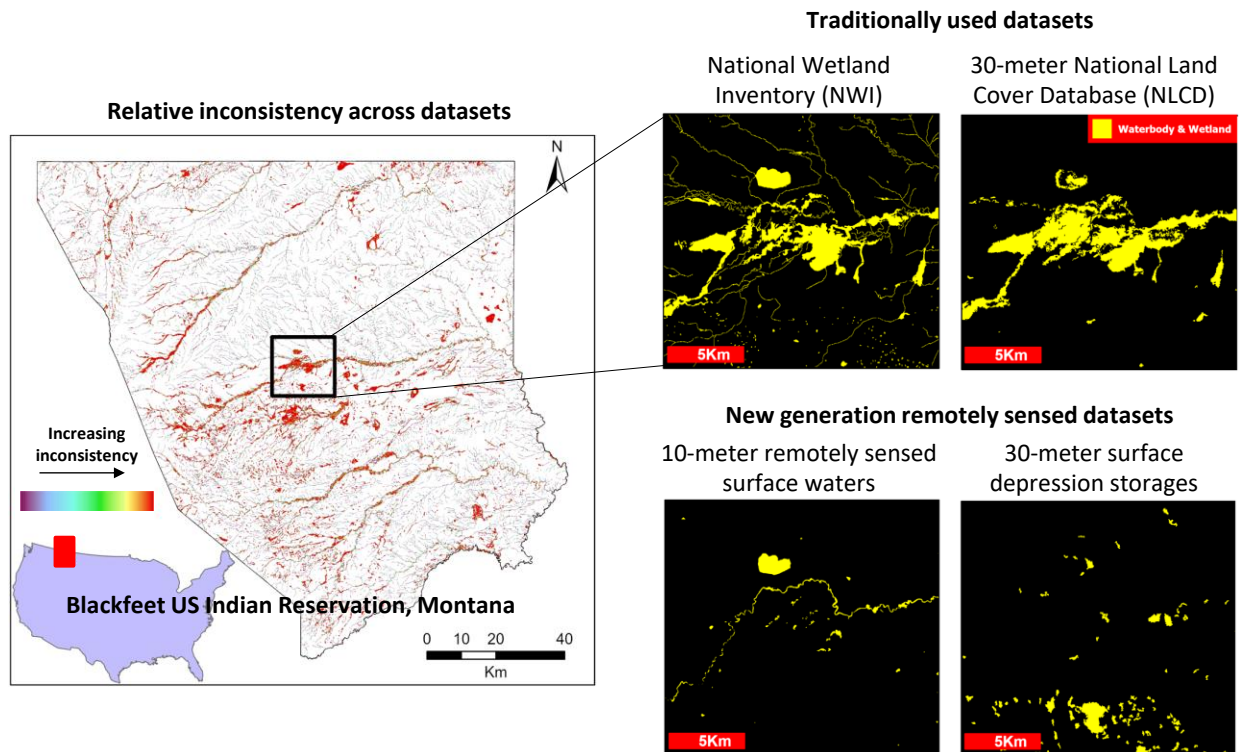 Relative inconsistency across datasets
N
Increasing
inconsistency
Blackfeet US Indian Reservation, Montana
0 10 20 40
Km
Traditionally used datasets
National Wetland
Inventory (NWI)
30-meter National Land
Cover Database (NLCD)
5Km
Waterbody & Wetland
5Km
New generation remotely sensed datasets
10-meter remotely sensed
surface waters
30-meter surface
depression storages
5Km
5Km